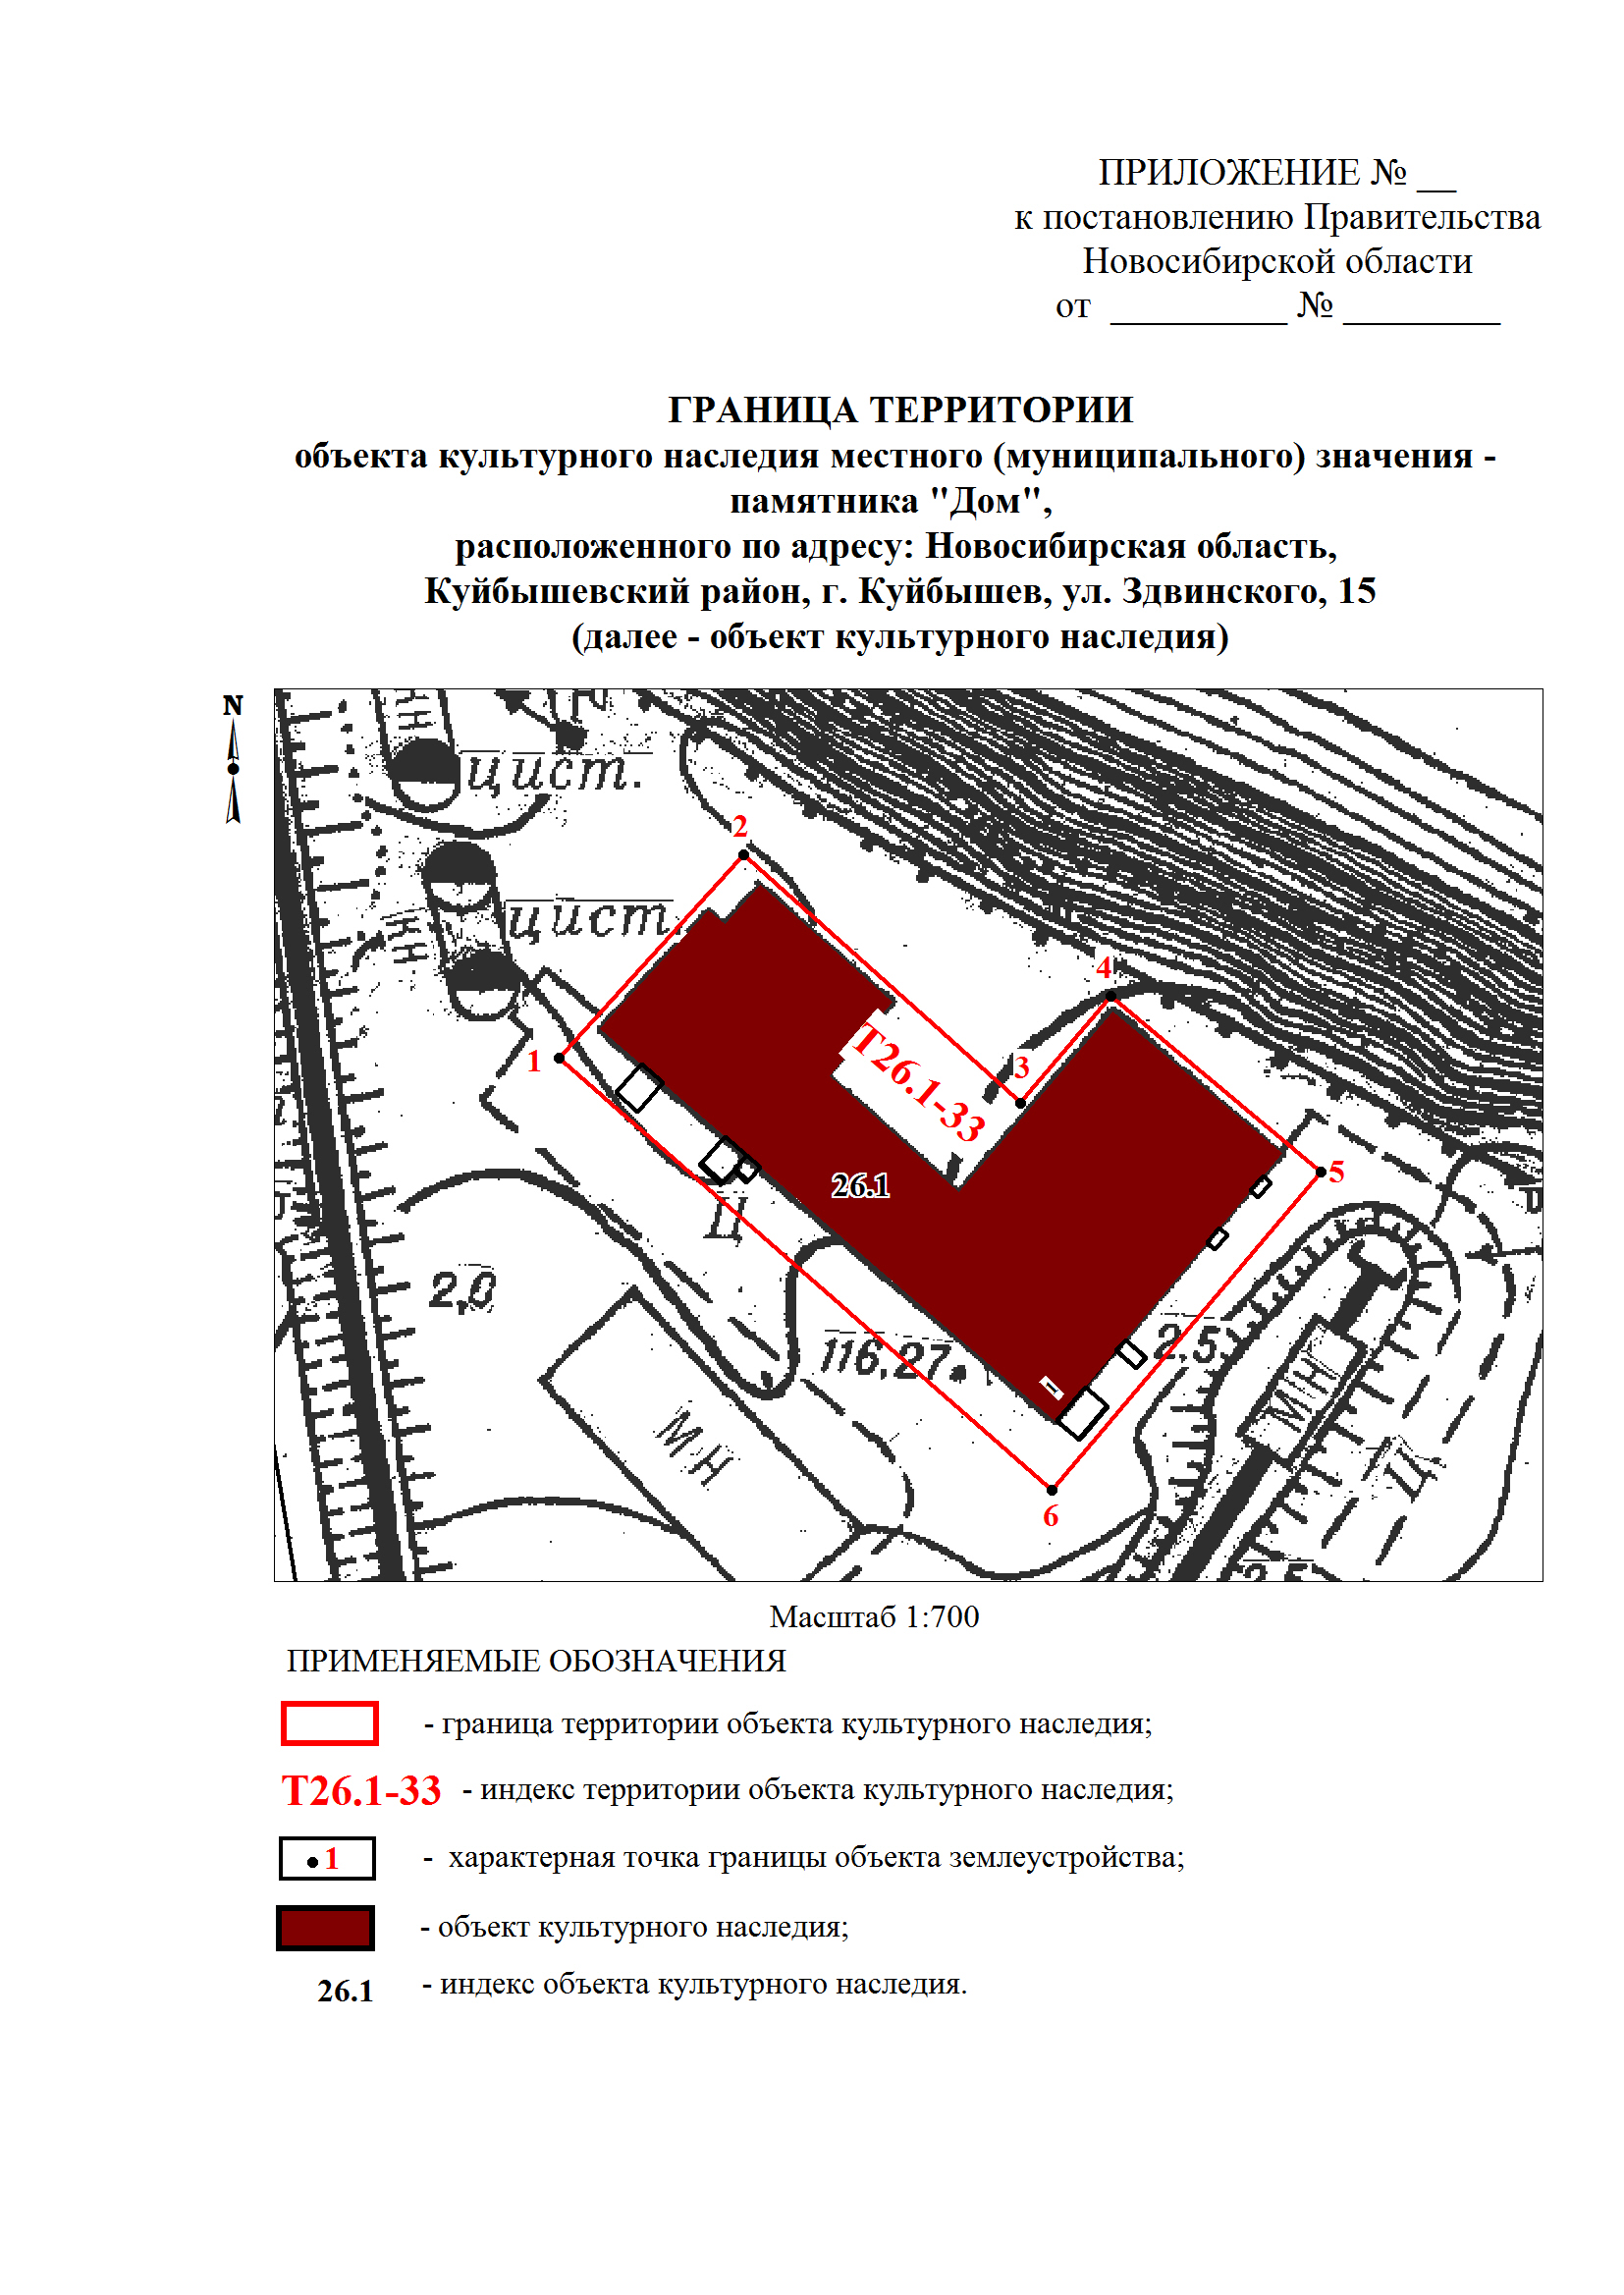 ПРИЛОЖЕНИЕ № __
к постановлению Правительства
Новосибирской области
от _________ № ________
ГРАНИЦА ТЕРРИТОРИИ
объекта культурного наследия местного (муниципального) значения -
памятника "Дом",
расположенного по адресу: Новосибирская область,
Куйбышевский район, г. Куйбышев, ул. Здвинского, 15
(далее - объект культурного наследия)
N
цист.
2
цист.
4
1
3
Т26.1-33
5
26.1
Ц
2,0
116,27
2,5
МН
МН
Ц
6
Масштаб 1:700
ПРИМЕНЯЕМЫЕ ОБОЗНАЧЕНИЯ
- граница территории объекта культурного наследия;
Т26.1-33 - индекс территории объекта культурного наследия;
1 - характерная точка границы объекта землеустройства;
- объект культурного наследия;
26.1 - индекс объекта культурного наследия.